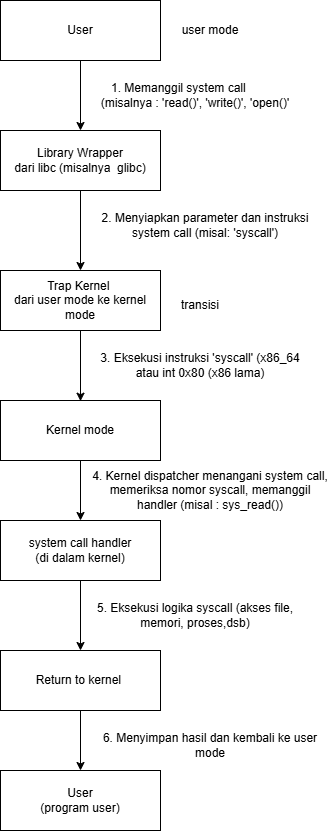 User
user mode
1. Memanggil system call
(misalnya : 'read()', 'write()', 'open()'
Library Wrapper
dari libc (misalnya  glibc)
2. Menyiapkan parameter dan instruksi
system call (misal: 'syscall')
Trap Kernel
dari user mode ke kernel
mode
transisi
3. Eksekusi instruksi 'syscall' (x86_64
atau int 0x80 (x86 lama)
Kernel mode
4. Kernel dispatcher menangani system call,
memeriksa nomor syscall, memanggil
handler (misal : sys_read())
system call handler
(di dalam kernel)
5. Eksekusi logika syscall (akses file,
memori, proses,dsb)
Return to kernel
6. Menyimpan hasil dan kembali ke user
mode
User
(program user)